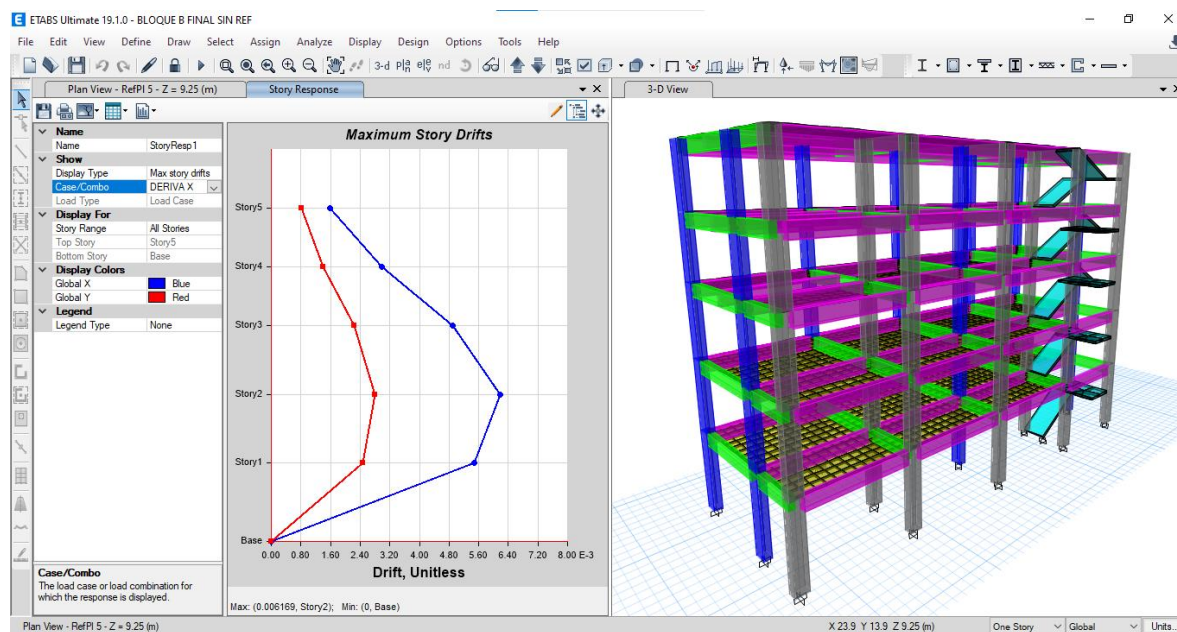 ETABS Ultimate 19.1.0 - BLOQUE B FINAL SIN REF
File Edit View Define Draw Select Assign Analyze Display Design Options Tools Help
3-d
nd
Plan View - RefPl 5 - Z = 9.25 (m)
Story Response
3-D View
Name
Name StoryResp1
Show
Display Type Max story drifts
Case/Combo DERIVA X
Load Type Load Case
Display For
Story Range All Stories
Top Story Story5
Bottom Story Base
Display Colors
Global X Blue
Global Y Red
Legend
Legend Type None
Maximum Story Drifts
Story5
Story4
Story3
Story2
Story1
Base
0.00 0.80 1.60 2.40 3.20 4.00 4.80 5.60 6.40 7.20 8.00 E-3
Drift, Unitless
Case/Combo
The load case or load combination for
which the response is displayed.
Max: (0.006169, Story2); Min: (0, Base)
Plan View - RefPl 5 - Z = 9.25 (m)
X 23.9 Y 13.9 Z 9.25 (m)
One Story
Global
Units...